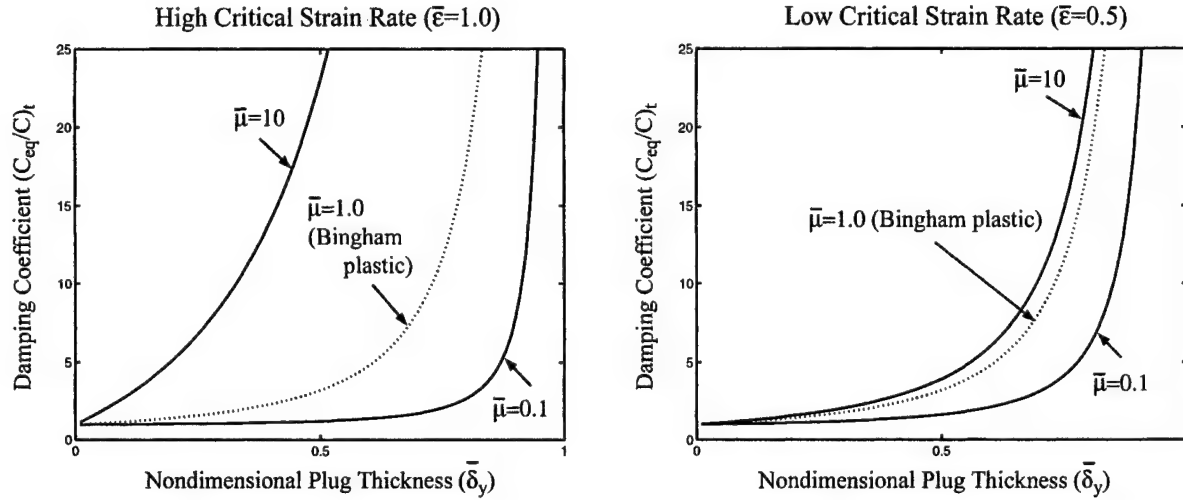 High Critical Strain Rate (ε̄=1.0)
25
20
15
10
5
0
0
0.5
1
Damping Coefficient (C_eq/C)_t
Nondimensional Plug Thickness (δ̄_y)
μ̄=10
μ̄=1.0
(Bingham
plastic)
μ̄=0.1
Low Critical Strain Rate (ε̄=0.5)
25
20
15
10
5
0
0
0.5
Damping Coefficient (C_eq/C)_t
Nondimensional Plug Thickness (δ̄_y)
μ̄=10
μ̄=1.0 (Bingham plastic)
μ̄=0.1